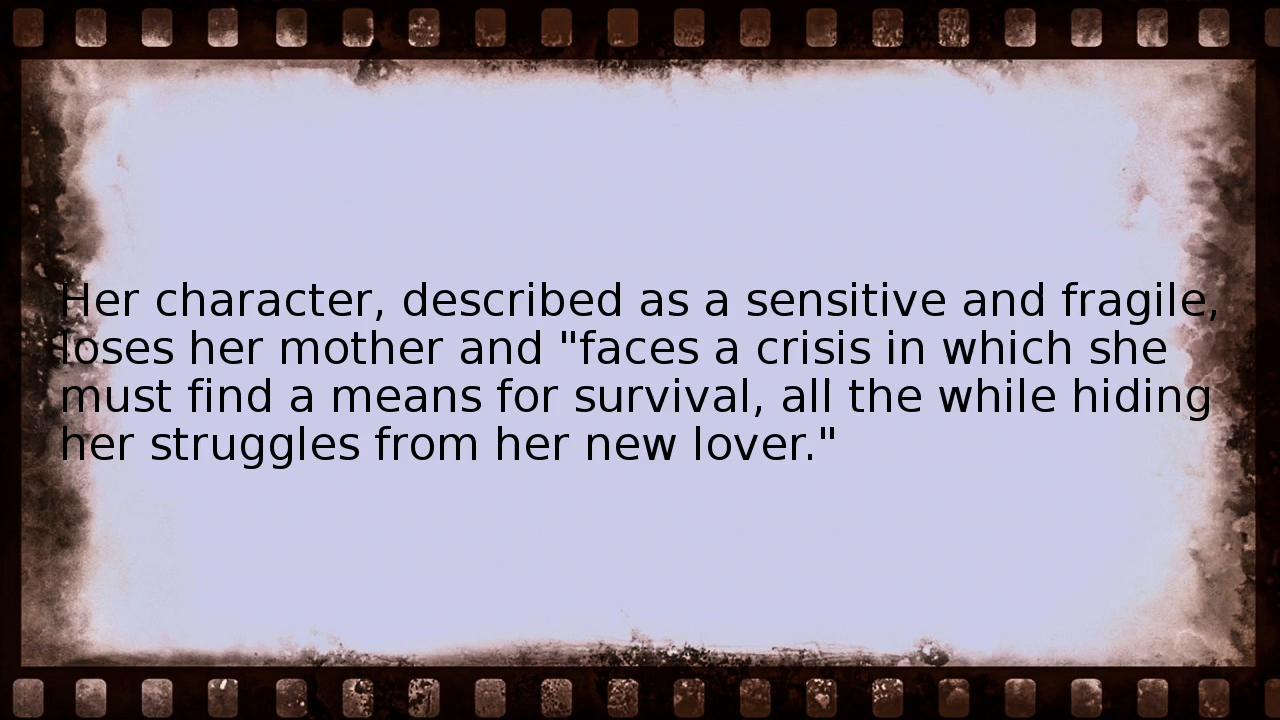 Her character, described as a sensitive and fragile,
loses her mother and "faces a crisis in which she
must find a means for survival, all the while hiding
her struggles from her new lover."